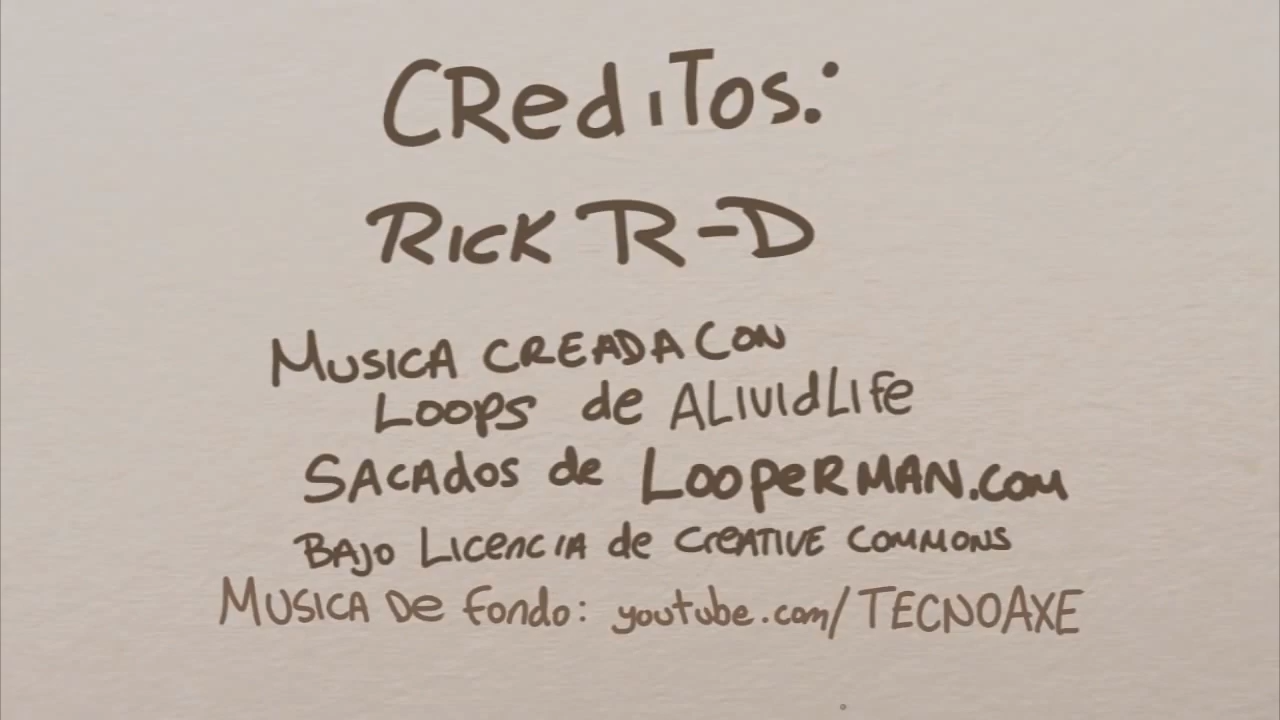 CRediTos:
RicK R-D
MUSICA CREADA CON
Loops de ALividLife
SACAdos de LoopeRMAN.com
BAJo LicenciA de CreATIVE COMMONS
MUSICA De fondo: youtube.com/TECNOAXE